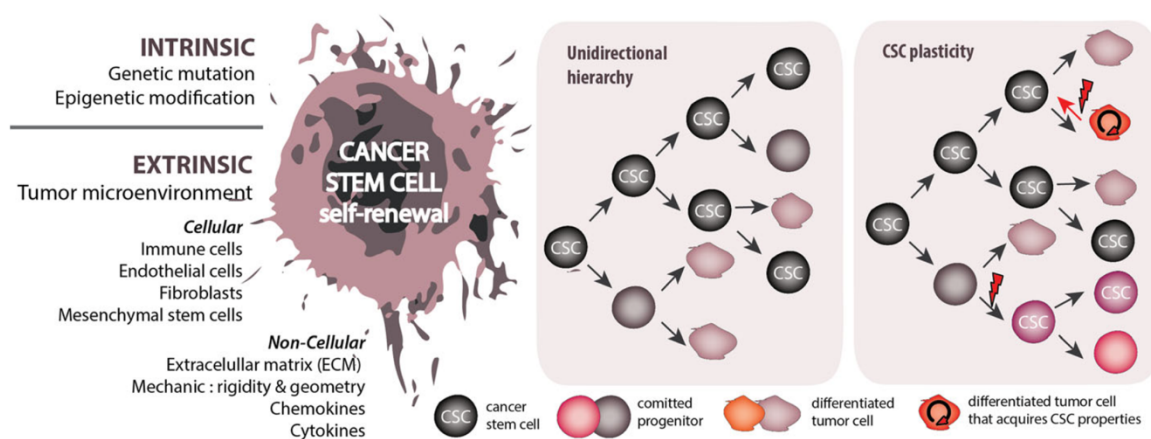 INTRINSIC
Genetic mutation
Epigenetic modification
EXTRINSIC
Tumor microenvironment
Cellular
Immune cells
Endothelial cells
Fibroblasts
Mesenchymal stem cells
Non-Cellular
Extracelullar matrix (ECM)
Mechanic : rigidity & geometry
Chemokines
Cytokines
CANCER
STEM CELL
self-renewal
Unidirectional
hierarchy
CSC
CSC
CSC
CSC
CSC
CSC
CSC plasticity
CSC
CSC
CSC
CSC
CSC
CSC
CSC
CSC
cancer
stem cell
comitted
progenitor
differentiated
tumor cell
differentiated tumor cell
that acquires CSC properties